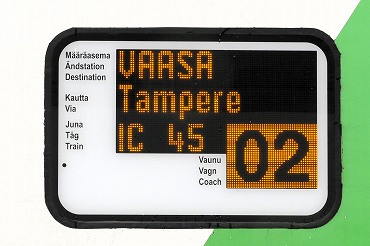 Määräasema
Ändstation
Destination
VAASA
Kautta
Via
Tampere
Juna
Tåg
Train
IC 45
Vaunu
Vagn
Coach
02